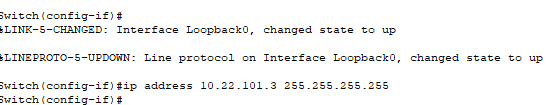 Switch(config-if)#
%LINK-5-CHANGED: Interface Loopback0, changed state to up
%LINEPROTO-5-UPDOWN: Line protocol on Interface Loopback0, changed state to up
Switch(config-if)#ip address 10.22.101.3 255.255.255.255
Switch(config-if)#